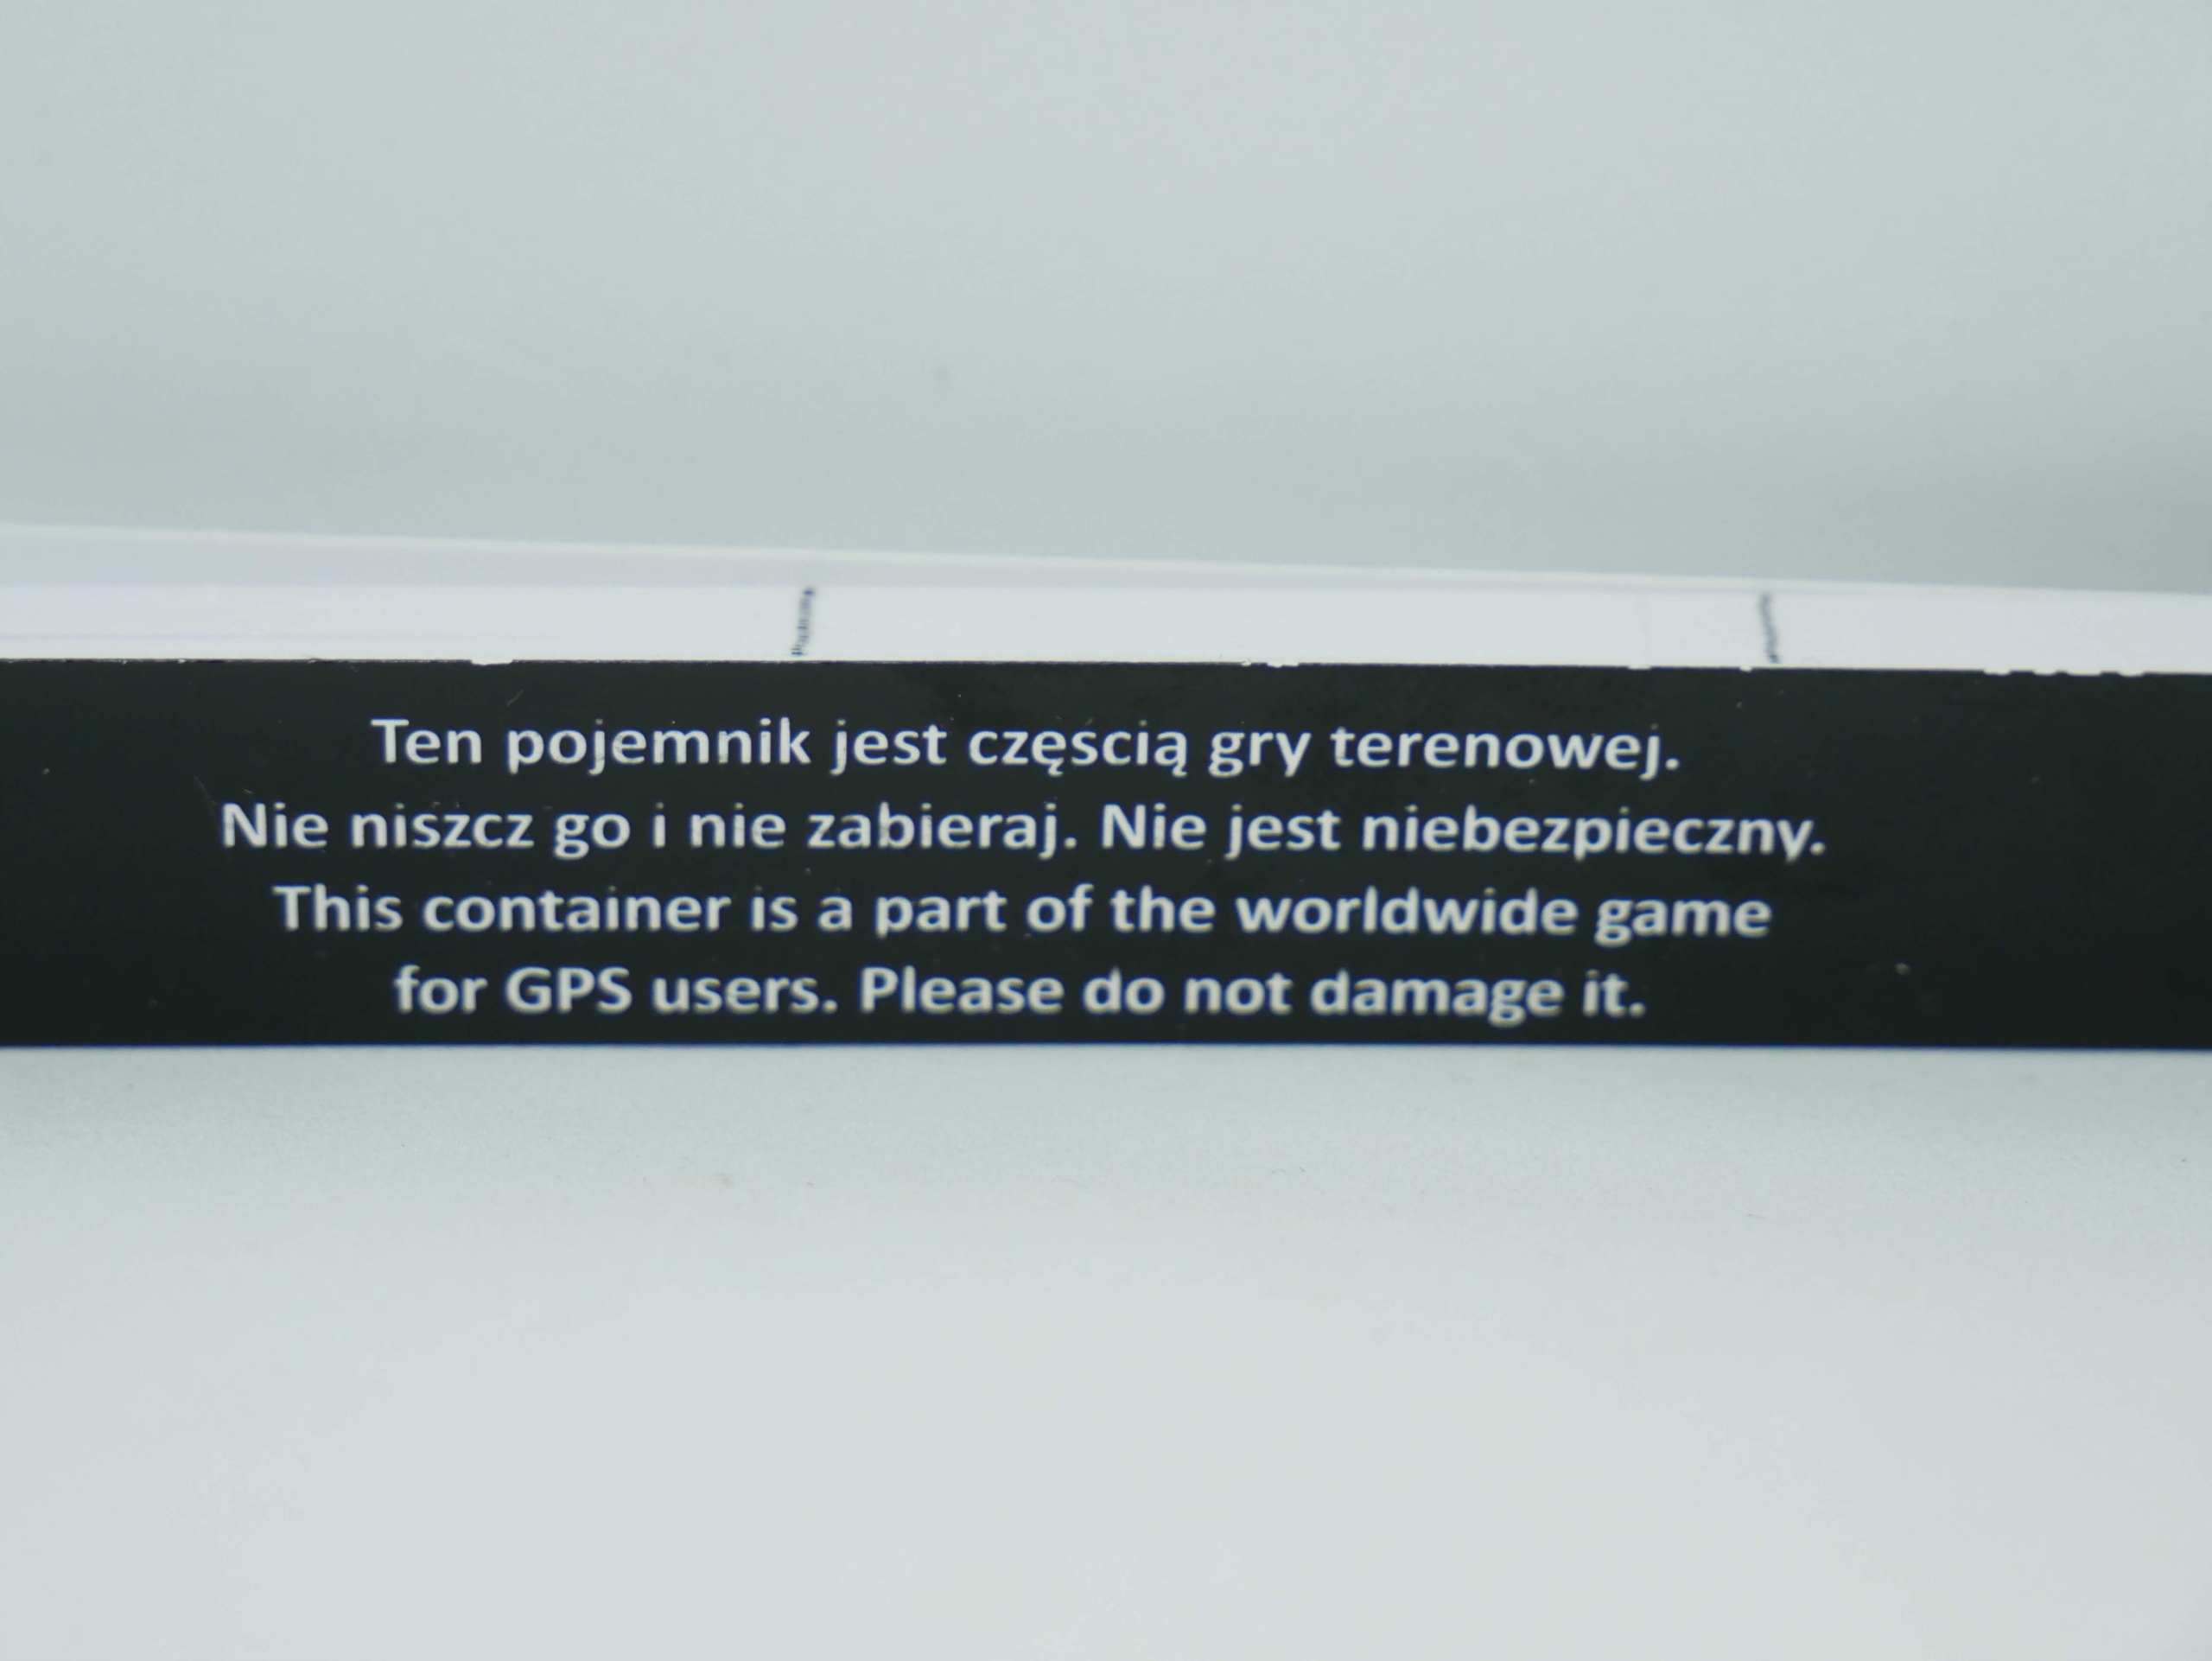 Ten pojemnik jest częscią gry terenowej.
Nie niszcz go i nie zabieraj. Nie jest niebezpieczny.
This container is a part of the worldwide game
for GPS users. Please do not damage it.